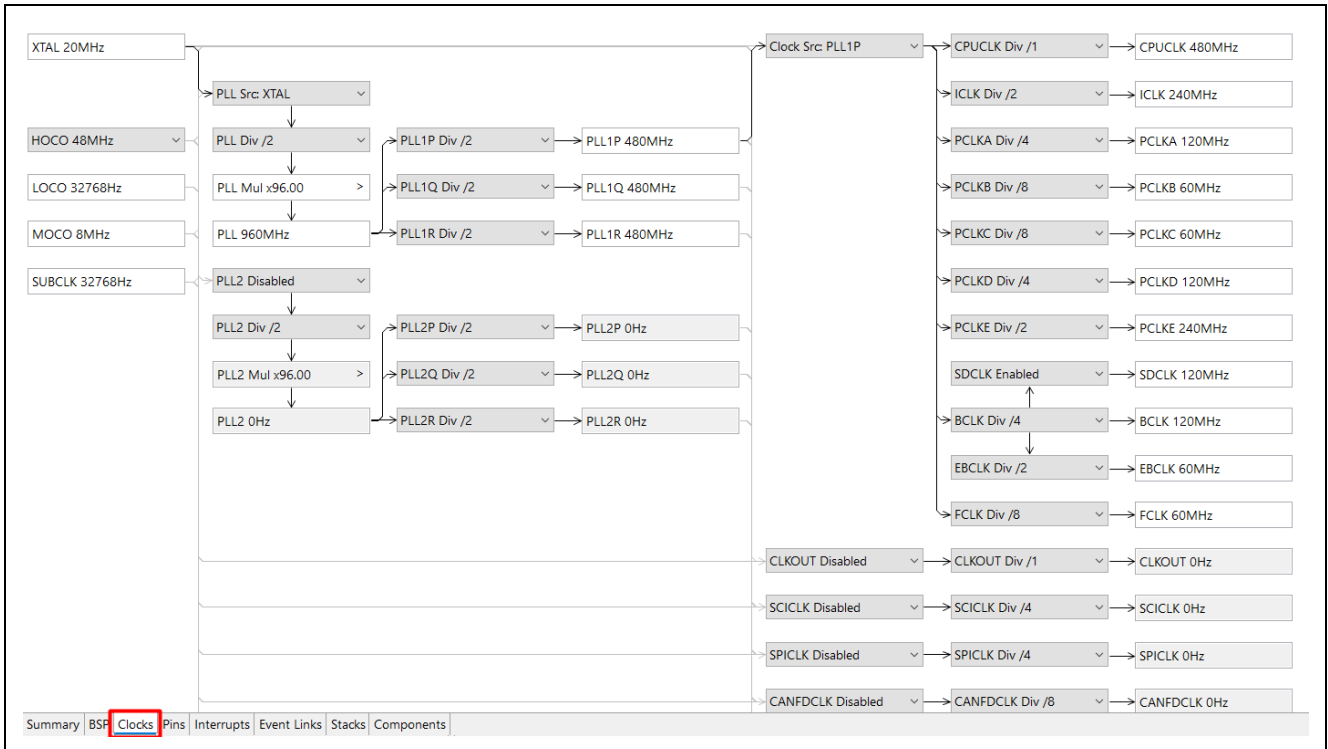 XTAL 20MHz
Clock Src: PLL1P
CPUCLK Div /1
CPUCLK 480MHz
PLL Src: XTAL
ICLK Div /2
ICLK 240MHz
HOCO 48MHz
PLL Div /2
PLL1P Div /2
PLL1P 480MHz
PCLKA Div /4
PCLKA 120MHz
LOCO 32768Hz
PLL Mul x96.00 >
PLL1Q Div /2
PLL1Q 480MHz
PCLKB Div /8
PCLKB 60MHz
MOCO 8MHz
PLL 960MHz
PLL1R Div /2
PLL1R 480MHz
PCLKC Div /8
PCLKC 60MHz
SUBCLK 32768Hz
PLL2 Disabled
PCLKD Div /4
PCLKD 120MHz
PLL2 Div /2
PLL2P Div /2
PLL2P 0Hz
PCLKE Div /2
PCLKE 240MHz
PLL2 Mul x96.00 >
PLL2Q Div /2
PLL2Q 0Hz
SDCLK Enabled
SDCLK 120MHz
PLL2 0Hz
PLL2R Div /2
PLL2R 0Hz
BCLK Div /4
BCLK 120MHz
EBCLK Div /2
EBCLK 60MHz
FCLK Div /8
FCLK 60MHz
CLKOUT Disabled
CLKOUT Div /1
CLKOUT 0Hz
SCICLK Disabled
SCICLK Div /4
SCICLK 0Hz
SPICLK Disabled
SPICLK Div /4
SPICLK 0Hz
CANFDCLK Disabled
CANFDCLK Div /8
CANFDCLK 0Hz
Summary BSP Clocks Pins Interrupts Event Links Stacks Components